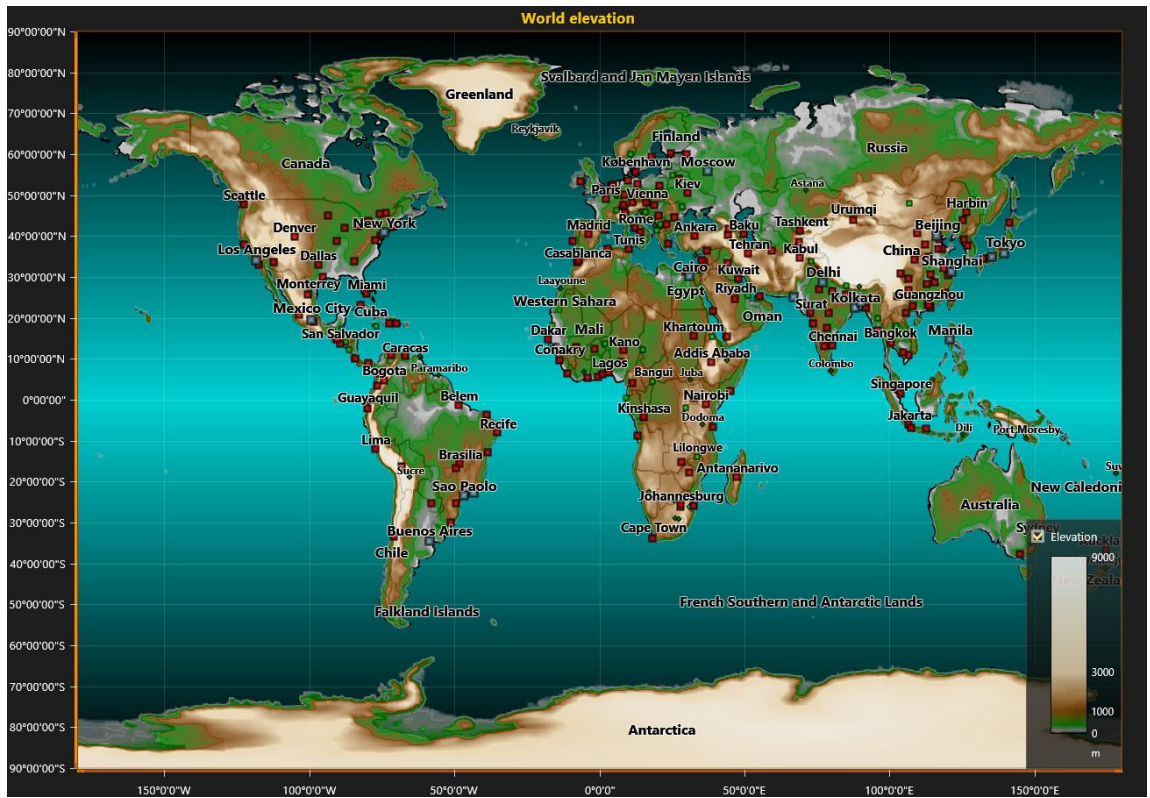 World elevation
90°00'00"N
80°00'00"N
Svalbard and Jan Mayen Islands
Greenland
70°00'00"N
Reykjavik
Finland
Canada
Russia
60°00'00"N
København
Moscow
Paris
Vienna
Kiev
Astana
50°00'00"N
Seattle
Urumqi
Harbin
New York
Denver
Madrid
Rome
Ankara
Baku
Tashkent
Beijing
40°00'00"N
Los Angeles
Dallas
Tunis
Casablanca
Tehran
Kabul
China
Tokyo
30°00'00"N
Monterrey
Miami
Laayoune
Cairo
Kuwait
Delhi
Shanghai
Western Sahara
Egypt
Riyadh
Surat
Kolkata
Guangzhou
Mexico City
Cuba
Oman
20°00'00"N
San Salvador
Dakar
Mali
Kano
Khartoum
Chennai
Bangkok
Manila
Caracas
Conakry
Addis Ababa
10°00'00"N
Bogota
Paramaribo
Lagos
Bangui
Juba
Colombo
Singapore
Guayaquil
Belem
Nairobi
0°00'00"
Kinshasa
Dodoma
Jakarta
Recife
Dili
Port Moresby
Lima
10°00'00"S
Brasilia
Lilongwe
Sucre
Antananarivo
Suv
20°00'00"S
Sao Paolo
Johannesburg
New Caledoni
Australia
30°00'00"S
Buenos Aires
Cape Town
Sydney
Elevation
Chile
Auckla
9000
40°00'00"S
New Zeala
50°00'00"S
Falkland Islands
French Southern and Antarctic Lands
60°00'00"S
3000
70°00'00"S
1000
80°00'00"S
Antarctica
0
m
90°00'00"S
150°0'0"W
100°0'0"W
50°0'0"W
0°0'0"
50°0'0"E
100°0'0"E
150°0'0"E